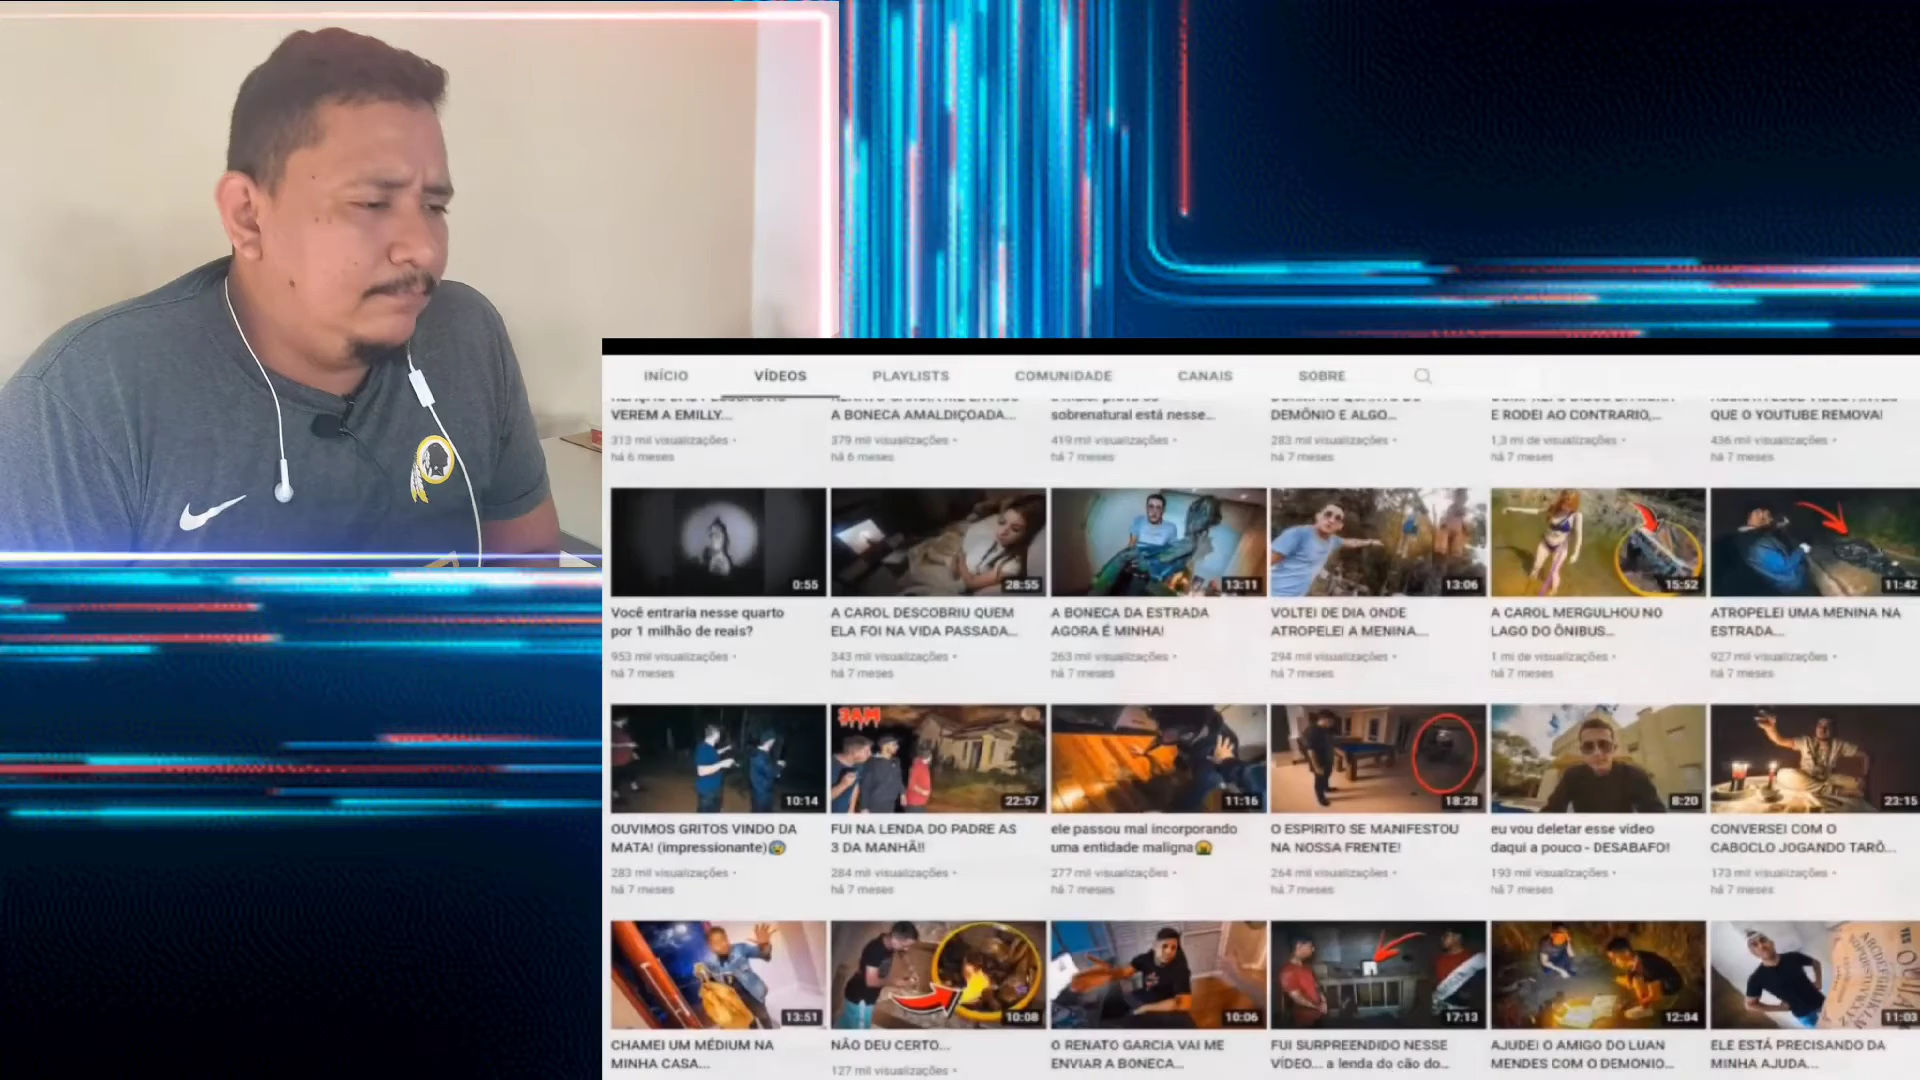 INÍCIO VÍDEOS PLAYLISTS COMUNIDADE CANAIS SOBRE
VEREM A EMILLY...
313 mil visualizações •
há 6 meses
A BONECA AMALDIÇOADA...
379 mil visualizações •
há 6 meses
sobrenatural está nesse...
419 mil visualizações •
há 7 meses
DEMÔNIO E ALGO...
283 mil visualizações •
há 7 meses
E RODEI AO CONTRARIO,...
1,3 mi de visualizações •
há 7 meses
QUE O YOUTUBE REMOVA!
436 mil visualizações •
há 7 meses
0:55
Você entraria nesse quarto
por 1 milhão de reais?
953 mil visualizações •
há 7 meses
28:55
A CAROL DESCOBRIU QUEM
ELA FOI NA VIDA PASSADA...
343 mil visualizações •
há 7 meses
13:11
A BONECA DA ESTRADA
AGORA É MINHA!
263 mil visualizações •
há 7 meses
13:06
VOLTEI DE DIA ONDE
ATROPELEI A MENINA...
294 mil visualizações •
há 7 meses
15:52
A CAROL MERGULHOU NO
LAGO DO ÔNIBUS...
1 mi de visualizações •
há 7 meses
11:42
ATROPELEI UMA MENINA NA
ESTRADA...
927 mil visualizações •
há 7 meses
10:14
OUVIMOS GRITOS VINDO DA
MATA! (impressionante)😰
283 mil visualizações •
há 7 meses
3AM
22:57
FUI NA LENDA DO PADRE AS
3 DA MANHÃ!!
284 mil visualizações •
há 7 meses
11:16
ele passou mal incorporando
uma entidade maligna🤮
277 mil visualizações •
há 7 meses
18:28
O ESPIRITO SE MANIFESTOU
NA NOSSA FRENTE!
264 mil visualizações •
há 7 meses
8:20
eu vou deletar esse video
daqui a pouco - DESABAFO!
193 mil visualizações •
há 7 meses
23:15
CONVERSEI COM O
CABOCLO JOGANDO TARÔ...
173 mil visualizações •
há 7 meses
13:51
CHAMEI UM MÉDIUM NA
MINHA CASA...
10:08
NÃO DEU CERTO...
127 mil visualizações •
10:06
O RENATO GARCIA VAI ME
ENVIAR A BONECA...
17:13
FUI SURPREENDIDO NESSE
VÍDEO... a lenda do cão do...
12:04
AJUDEI O AMIGO DO LUAN
MENDES COM O DEMONIO...
11:03
ELE ESTÁ PRECISANDO DA
MINHA AJUDA...